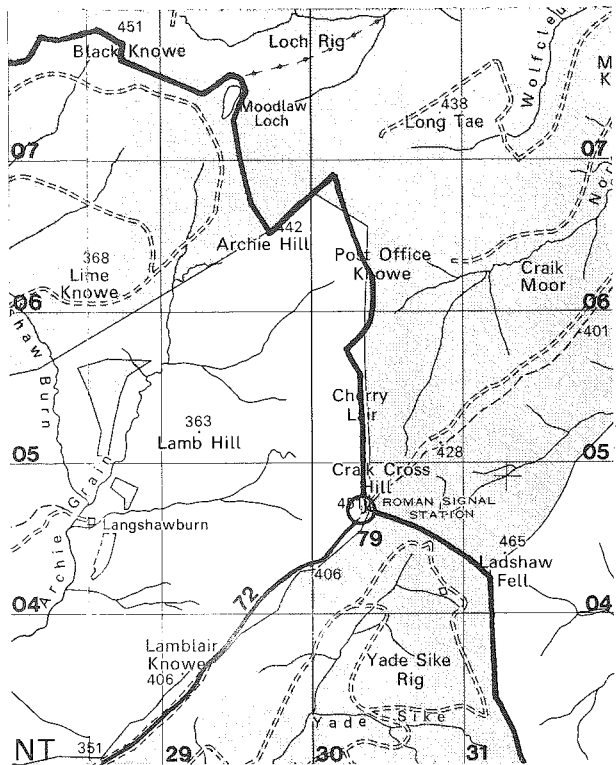 451
Black Knowe
Loch Rig
Wolfcleu
M
K
Moodlaw
Loch
438
Long Tae
07
07
Nor
442
Archie Hill
Post Office
Knowe
368
Lime
Knowe
Craik
Moor
06
06
401
shaw Burn
Cherry
Lair
363
Lamb Hill
428
05
05
Craik Cross
Hill
451
ROMAN SIGNAL
STATION
Archie Grain
Langshawburn
79
465
Ladshaw
Fell
406
72
04
04
Lamblair
Knowe
406
Yade Sike
Rig
Yade Sike
NT
351
29
30
31